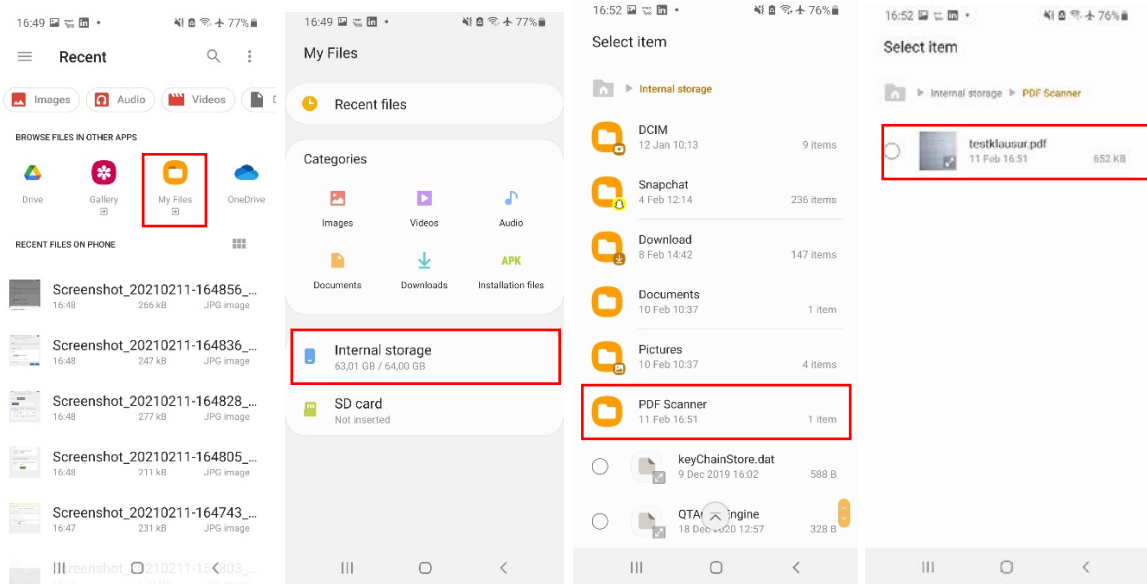 16:49 77%
Recent
Images Audio Videos
BROWSE FILES IN OTHER APPS
Drive Gallery My Files OneDrive
RECENT FILES ON PHONE
Screenshot_20210211-164856_...
16:48 266 kB JPG image
Screenshot_20210211-164836_...
16:48 247 kB JPG image
Screenshot_20210211-164828_...
16:48 277 kB JPG image
Screenshot_20210211-164805_...
16:48 211 kB JPG image
Screenshot_20210211-164743_...
16:47 231 kB JPG image
16:49 77%
My Files
Recent files
Categories
Images Videos Audio
APK
Documents Downloads Installation files
Internal storage
63,01 GB / 64,00 GB
SD card
Not inserted
16:52 76%
Select item
Internal storage
DCIM
12 Jan 10:13 9 items
Snapchat
4 Feb 12:14 236 items
Download
8 Feb 14:42 147 items
Documents
10 Feb 10:37 1 item
Pictures
10 Feb 10:37 4 items
PDF Scanner
11 Feb 16:51 1 item
keyChainStore.dat
9 Dec 2019 16:02 588 B
18 Dec 2020 12:57 328 B
16:52 76%
Select item
Internal storage PDF Scanner
testklausur.pdf
11 Feb 16:51 652 KB